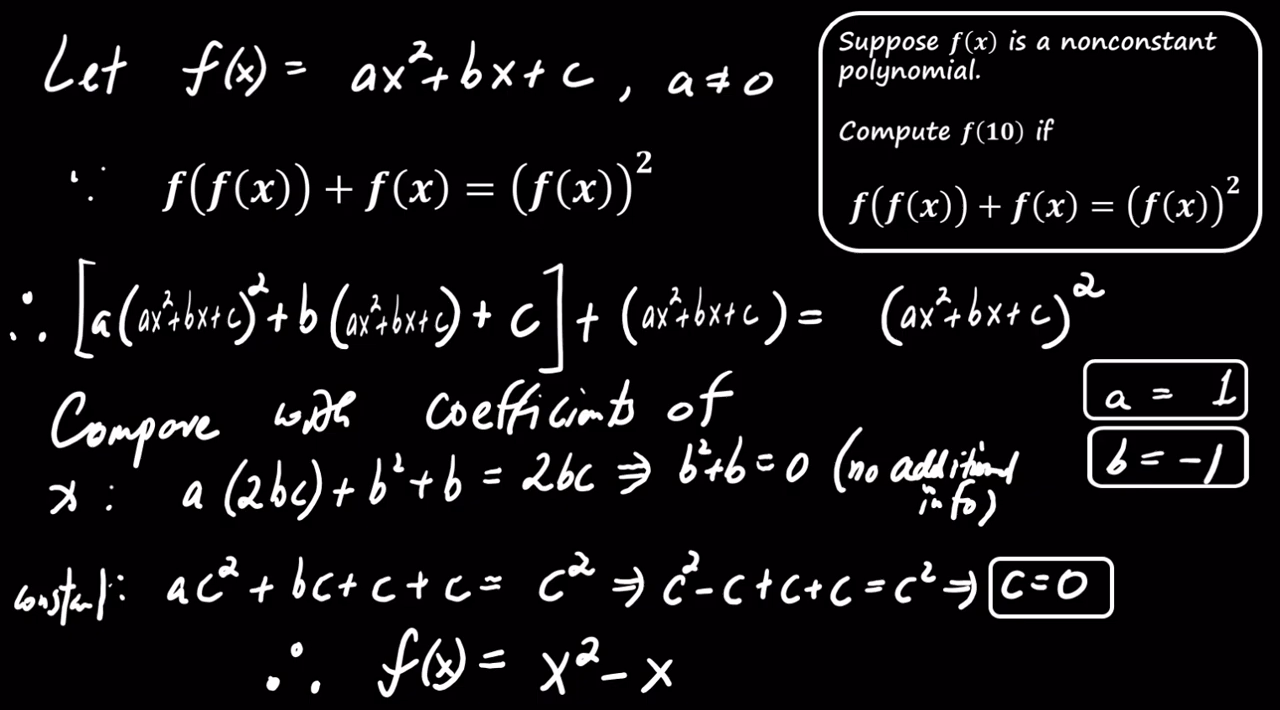 Let f(x) = ax²+bx+c , a≠0
Suppose f(x) is a nonconstant
polynomial.
Compute f(10) if
f(f(x)) + f(x) = (f(x))²
∵ f(f(x)) + f(x) = (f(x))²
∴ [a(ax²+bx+c)²+b(ax²+bx+c)+c]+(ax²+bx+c)= (ax²+bx+c)²
Compare with coefficients of
a = 1
b = -1
x : a(2bc)+b²+b = 2bc ⇒ b²+b=0 (no additional
info)
constant: ac²+bc+c+c = c² ⇒ c²-c+c+c=c² ⇒ c=0
∴ f(x) = x²-x